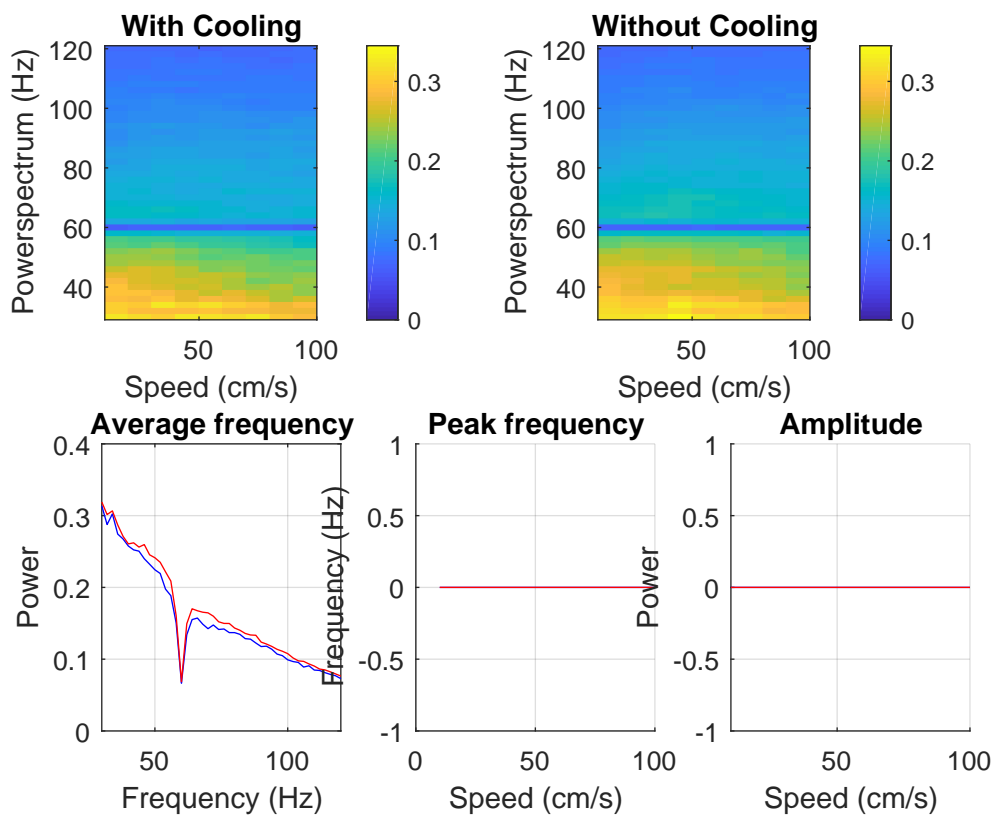 With Cooling
Powerspectrum (Hz)
120
100
80
60
40
50
100
Speed (cm/s)
0.3
0.2
0.1
0
Without Cooling
Powerspectrum (Hz)
120
100
80
60
40
50
100
Speed (cm/s)
0.3
0.2
0.1
0
Average frequency
Power
0.4
0.3
0.2
0.1
0
50
100
Frequency (Hz)
Peak frequency
Frequency (Hz)
1
0.5
0
-0.5
-1
0
50
100
Speed (cm/s)
Amplitude
Power
1
0.5
0
-0.5
-1
50
100
Speed (cm/s)